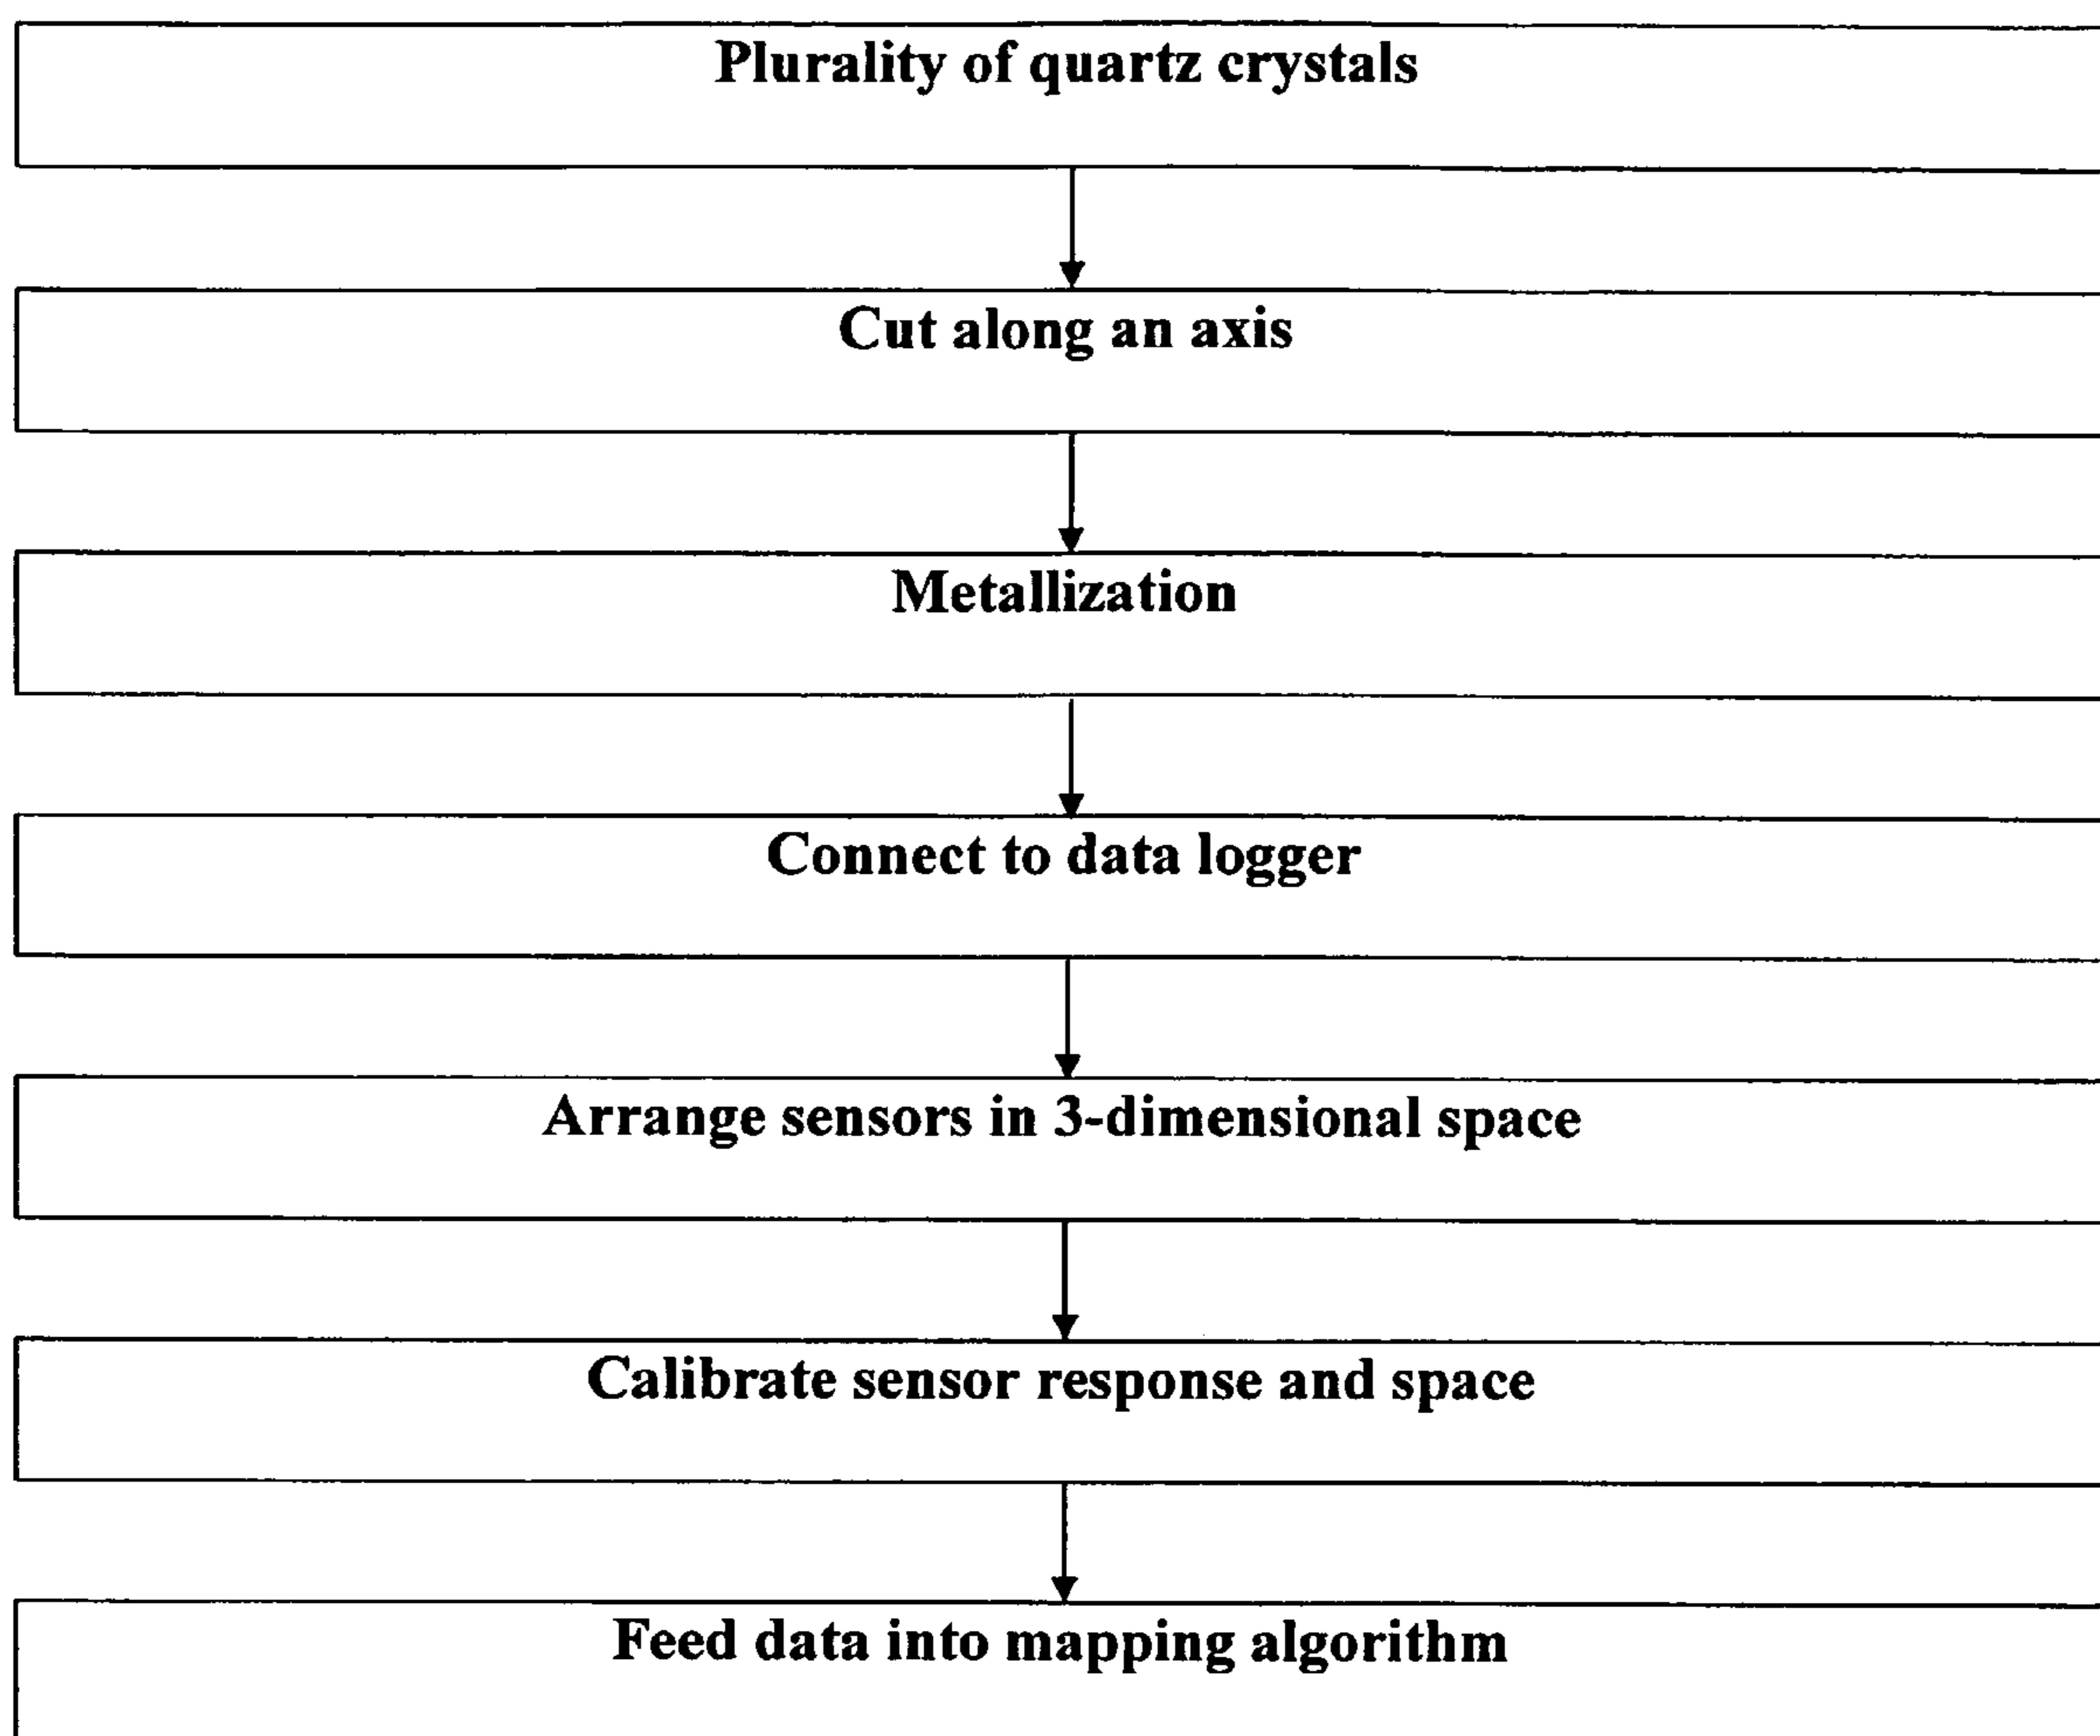 Plurality of quartz crystals
Cut along an axis
Metallization
Connect to data logger
Arrange sensors in 3-dimensional space
Calibrate sensor response and space
Feed data into mapping algorithm